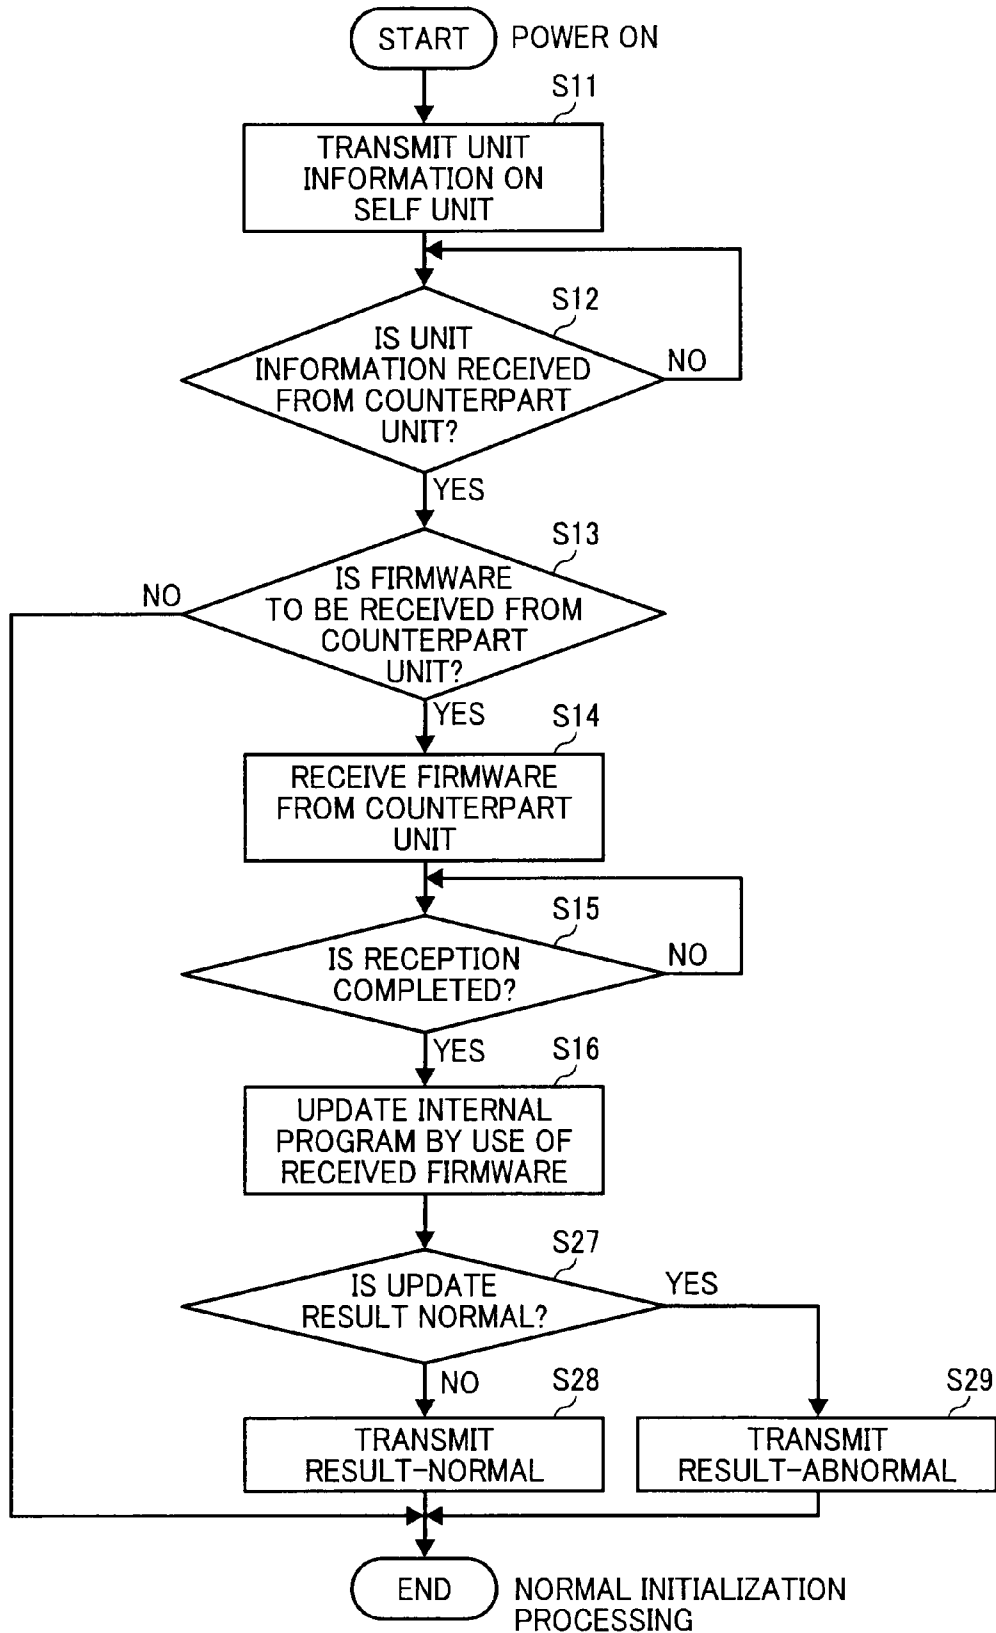 START
POWER ON
S11
TRANSMIT UNIT
INFORMATION ON
SELF UNIT
S12
IS UNIT
INFORMATION RECEIVED
FROM COUNTERPART
UNIT?
NO
YES
S13
IS FIRMWARE
TO BE RECEIVED FROM
COUNTERPART
UNIT?
NO
YES
S14
RECEIVE FIRMWARE
FROM COUNTERPART
UNIT
S15
IS RECEPTION
COMPLETED?
NO
YES
S16
UPDATE INTERNAL
PROGRAM BY USE OF
RECEIVED FIRMWARE
S27
IS UPDATE
RESULT NORMAL?
YES
NO
S28
TRANSMIT
RESULT-NORMAL
S29
TRANSMIT
RESULT-ABNORMAL
END
NORMAL INITIALIZATION
PROCESSING